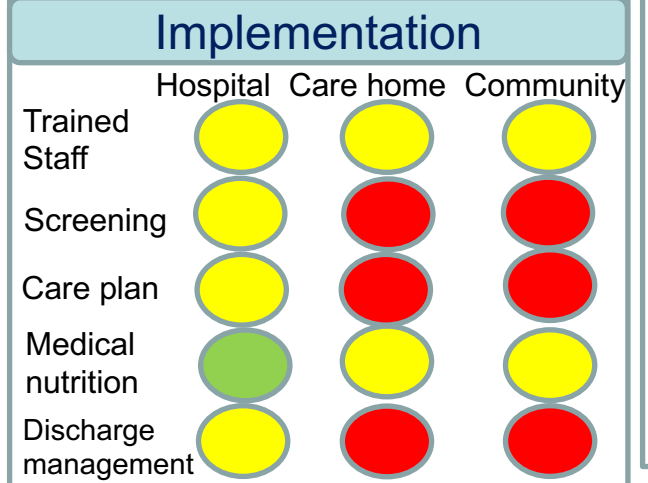 Implementation
Hospital Care home Community
Trained
Staff
Screening
Care plan
Medical
nutrition
Discharge
management